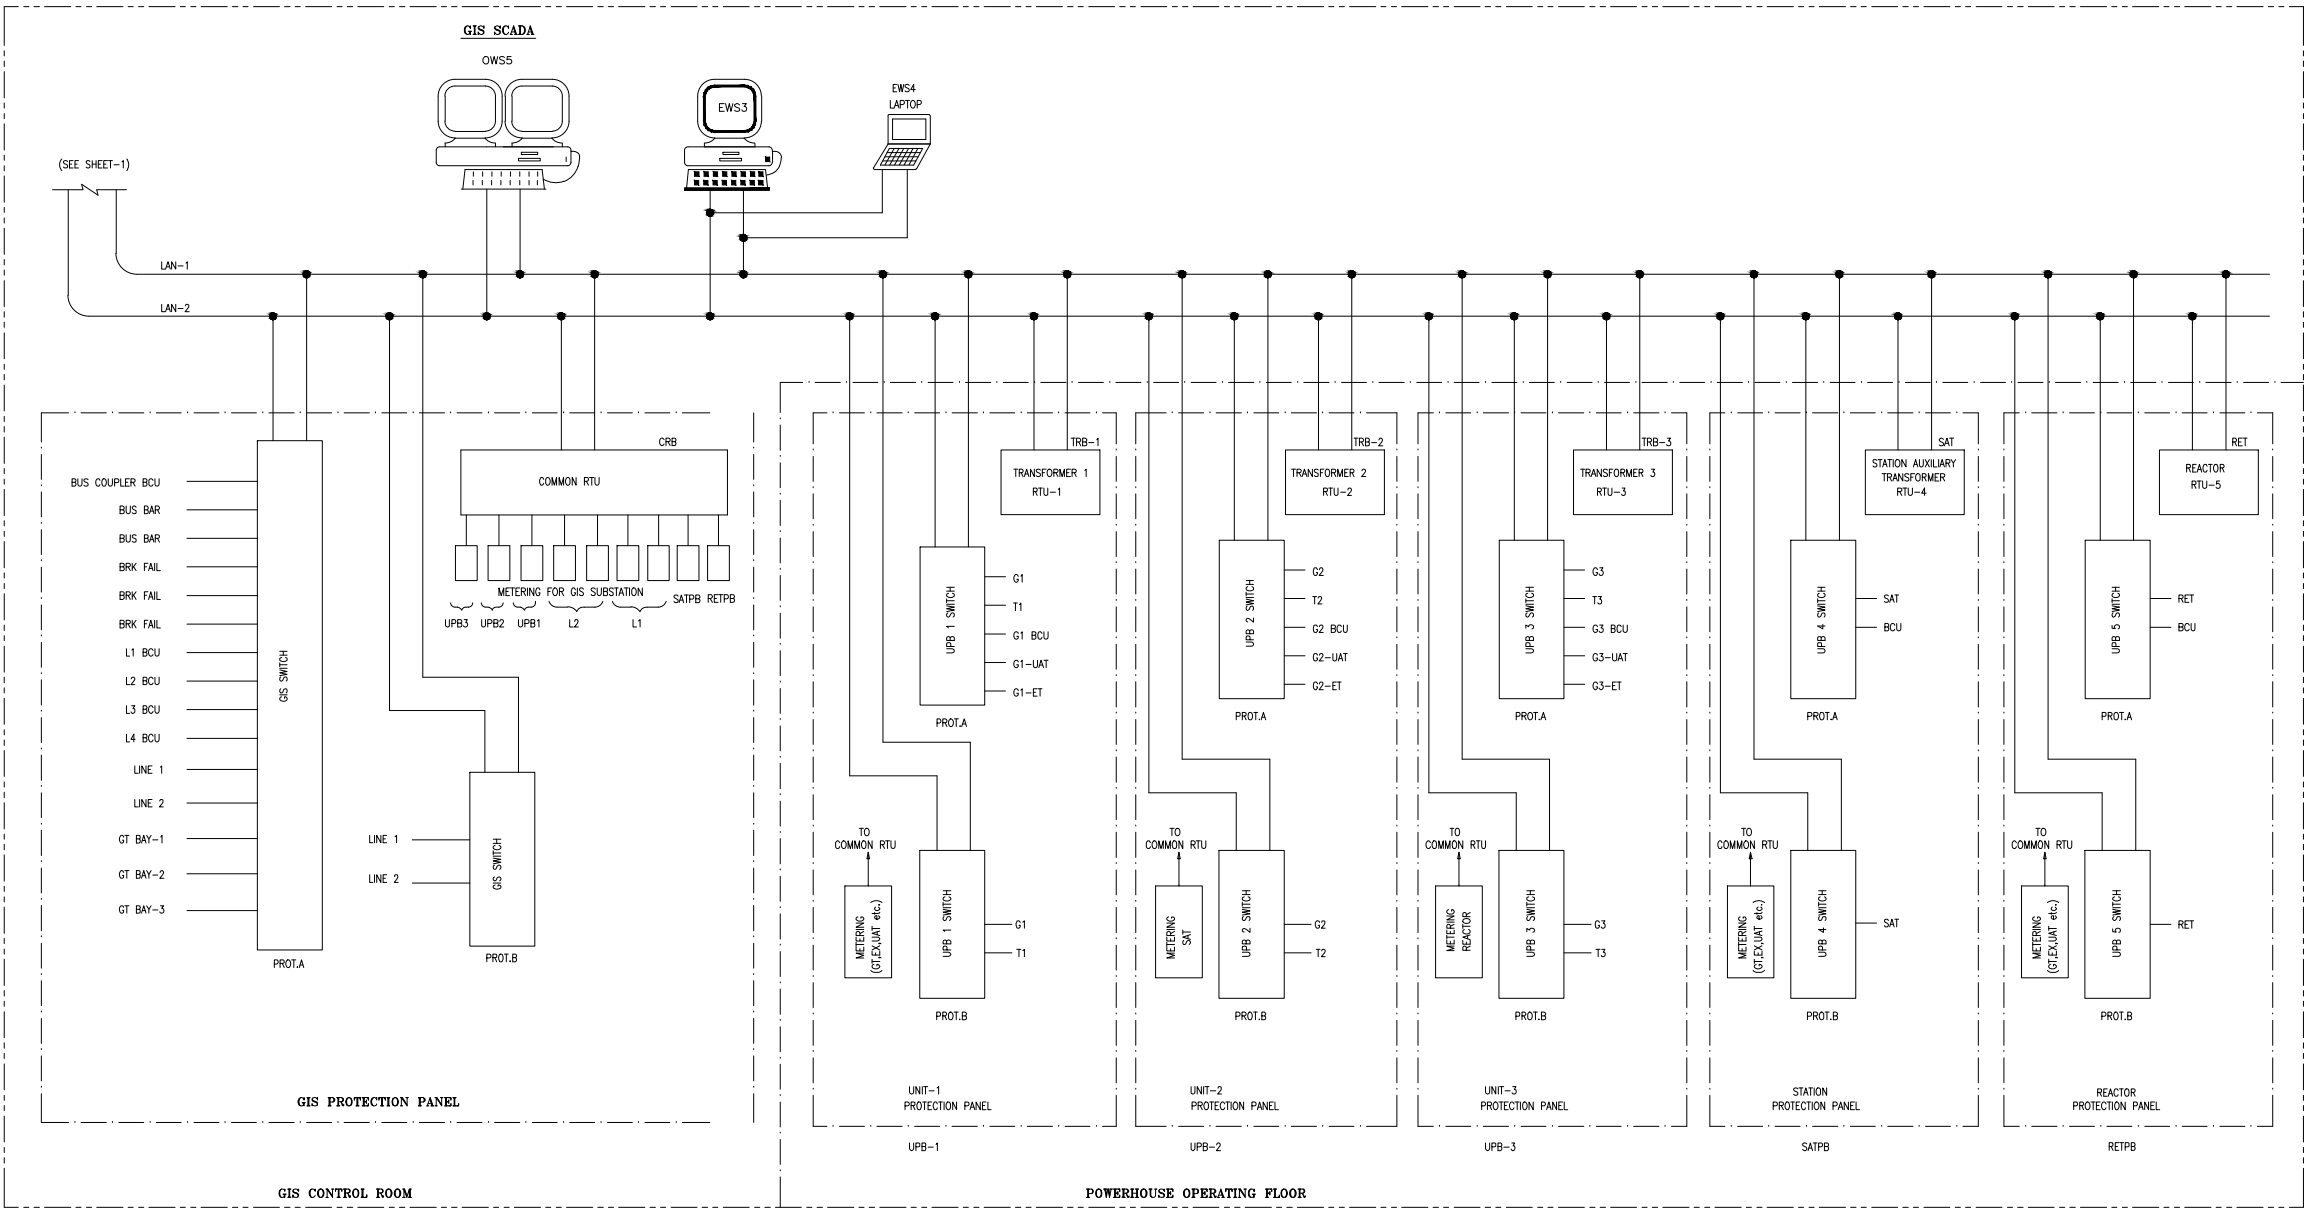 GIS SCADA
OWS5
EWS3
EWS4
LAPTOP
(SEE SHEET-1)
LAN-1
LAN-2
BUS COUPLER BCU
BUS BAR
BUS BAR
BRK FAIL
BRK FAIL
BRK FAIL
L1 BCU
L2 BCU
L3 BCU
L4 BCU
LINE 1
LINE 2
GT BAY-1
GT BAY-2
GT BAY-3
GIS SWITCH
PROT.A
CRB
COMMON RTU
METERING FOR GIS SUBSTATION
SATPB RETPB
UPB3 UPB2 UPB1 L2 L1
LINE 1
LINE 2
GIS SWITCH
PROT.B
GIS PROTECTION PANEL
GIS CONTROL ROOM
TRB-1
TRANSFORMER 1
RTU-1
UPB 1 SWITCH
G1
T1
G1 BCU
G1-UAT
G1-ET
PROT.A
TO
COMMON RTU
METERING
(GT,EX,UAT etc.)
UPB 1 SWITCH
G1
T1
PROT.B
UNIT-1
PROTECTION PANEL
UPB-1
TRB-2
TRANSFORMER 2
RTU-2
UPB 2 SWITCH
G2
T2
G2 BCU
G2-UAT
G2-ET
PROT.A
TO
COMMON RTU
METERING
SAT
UPB 2 SWITCH
G2
T2
PROT.B
UNIT-2
PROTECTION PANEL
UPB-2
TRB-3
TRANSFORMER 3
RTU-3
UPB 3 SWITCH
G3
T3
G3 BCU
G3-UAT
G3-ET
PROT.A
TO
COMMON RTU
METERING
REACTOR
UPB 3 SWITCH
G3
T3
PROT.B
UNIT-3
PROTECTION PANEL
UPB-3
SAT
STATION AUXILIARY
TRANSFORMER
RTU-4
UPB 4 SWITCH
SAT
BCU
PROT.A
TO
COMMON RTU
METERING
(GT,EX,UAT etc.)
UPB 4 SWITCH
SAT
PROT.B
STATION
PROTECTION PANEL
SATPB
RET
REACTOR
RTU-5
UPB 5 SWITCH
RET
BCU
PROT.A
TO
COMMON RTU
METERING
(GT,EX,UAT etc.)
UPB 5 SWITCH
RET
PROT.B
REACTOR
PROTECTION PANEL
RETPB
POWERHOUSE OPERATING FLOOR